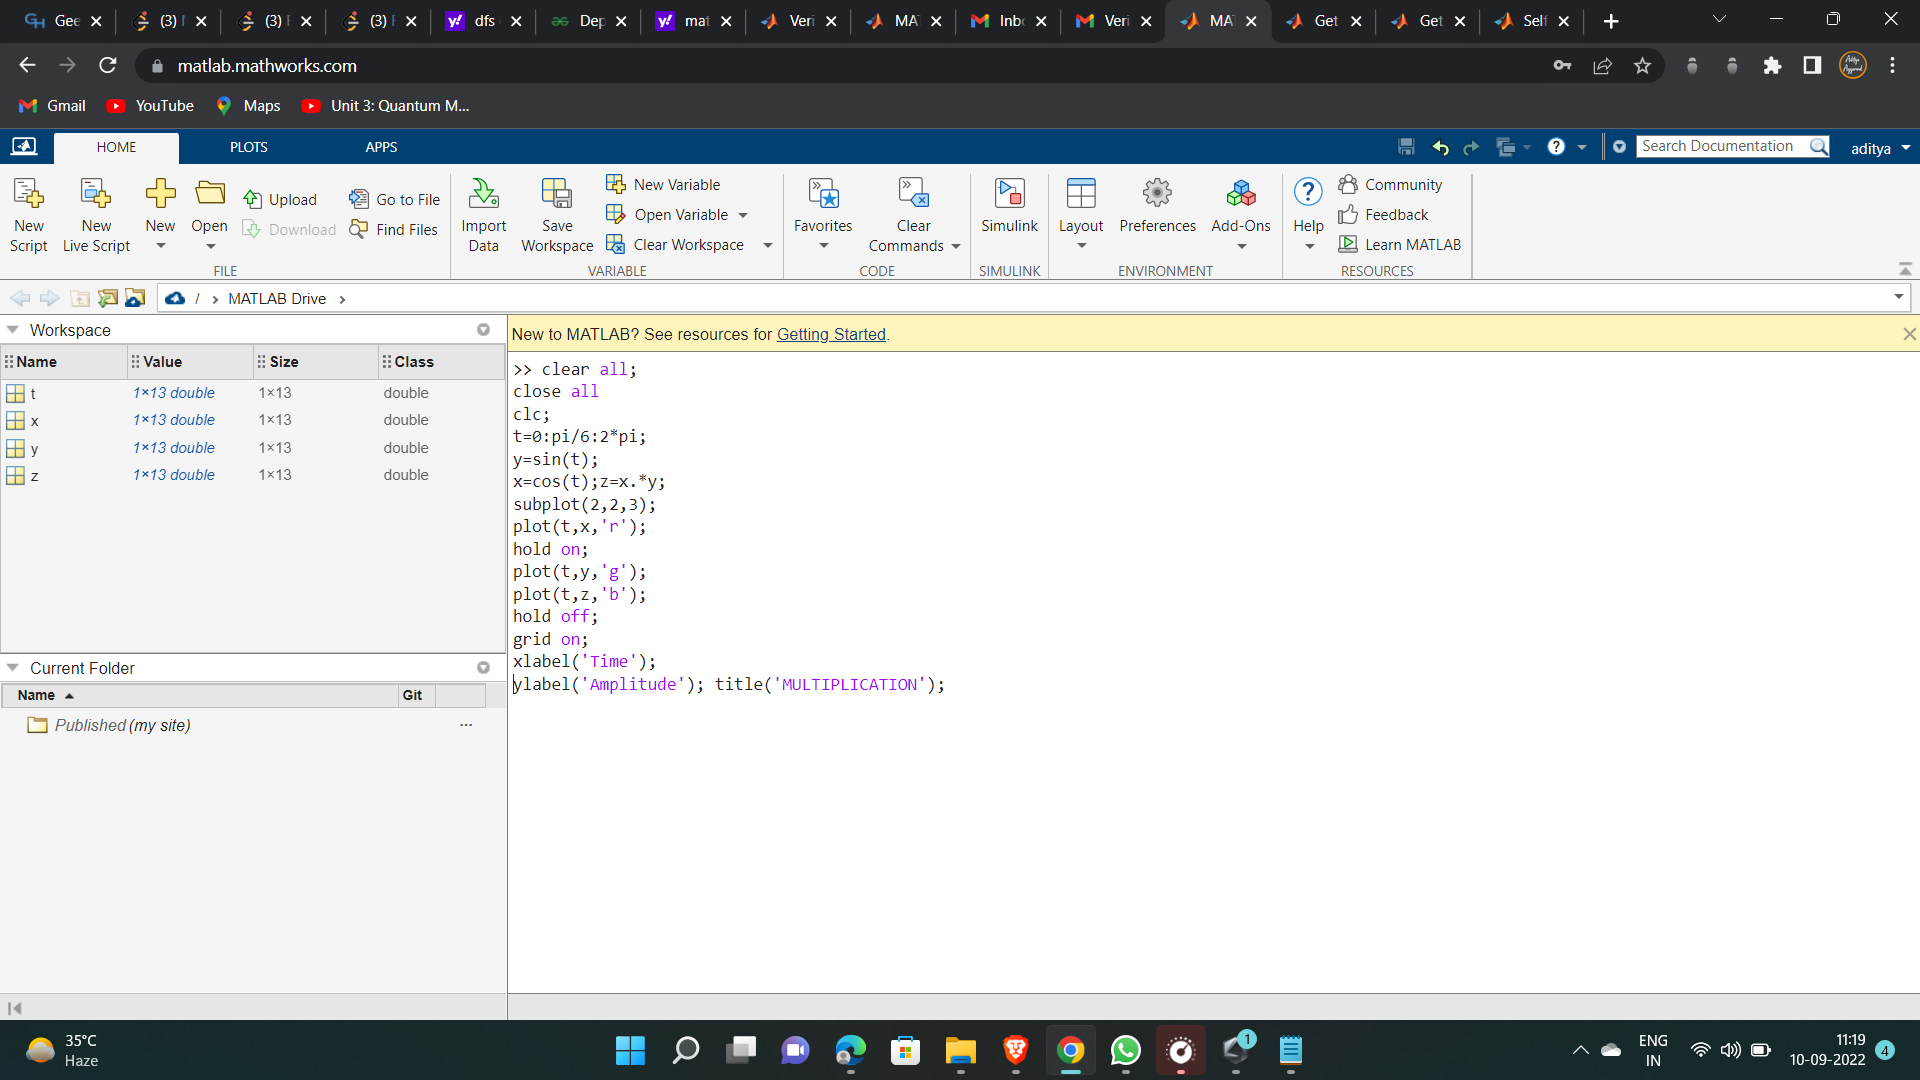 Gee
(3)
(3)
(3)
dfs
Dep
mat
Veri
MAT
Inbo
Veri
MAT
Get
Get
Self
matlab.mathworks.com
Gmail
YouTube
Maps
Unit 3: Quantum M...
HOME
PLOTS
APPS
Search Documentation
aditya
New Script
New Live Script
New
Open
Upload
Download
Go to File
Find Files
FILE
Import Data
Save Workspace
New Variable
Open Variable
Clear Workspace
VARIABLE
Favorites
Clear Commands
CODE
Simulink
SIMULINK
Layout
Preferences
Add-Ons
ENVIRONMENT
Help
Community
Feedback
Learn MATLAB
RESOURCES
/ > MATLAB Drive >
Workspace
Name Value Size Class
t 1×13 double 1×13 double
x 1×13 double 1×13 double
y 1×13 double 1×13 double
z 1×13 double 1×13 double
Current Folder
Name Git
Published (my site) ...
New to MATLAB? See resources for Getting Started.
>> clear all;
close all
clc;
t=0:pi/6:2*pi;
y=sin(t);
x=cos(t);z=x.*y;
subplot(2,2,3);
plot(t,x,'r');
hold on;
plot(t,y,'g');
plot(t,z,'b');
hold off;
grid on;
xlabel('Time');
ylabel('Amplitude'); title('MULTIPLICATION');
35°C
Haze
1
ENG
IN
11:19
10-09-2022
4